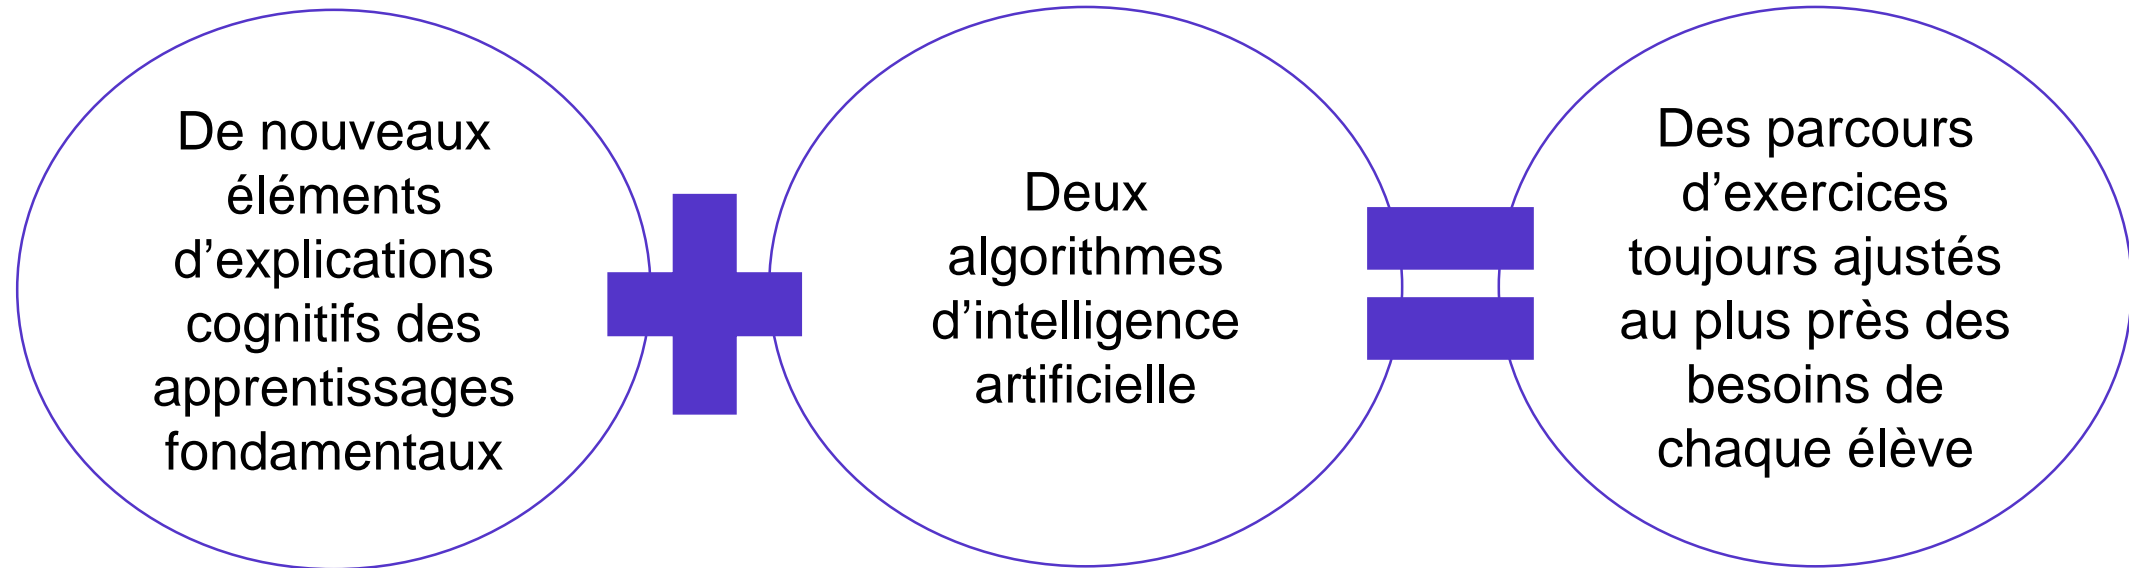 De nouveaux
éléments
d’explications
cognitifs des
apprentissages
fondamentaux
Deux
algorithmes
d’intelligence
artificielle
Des parcours
d’exercices
toujours ajustés
au plus près des
besoins de
chaque élève